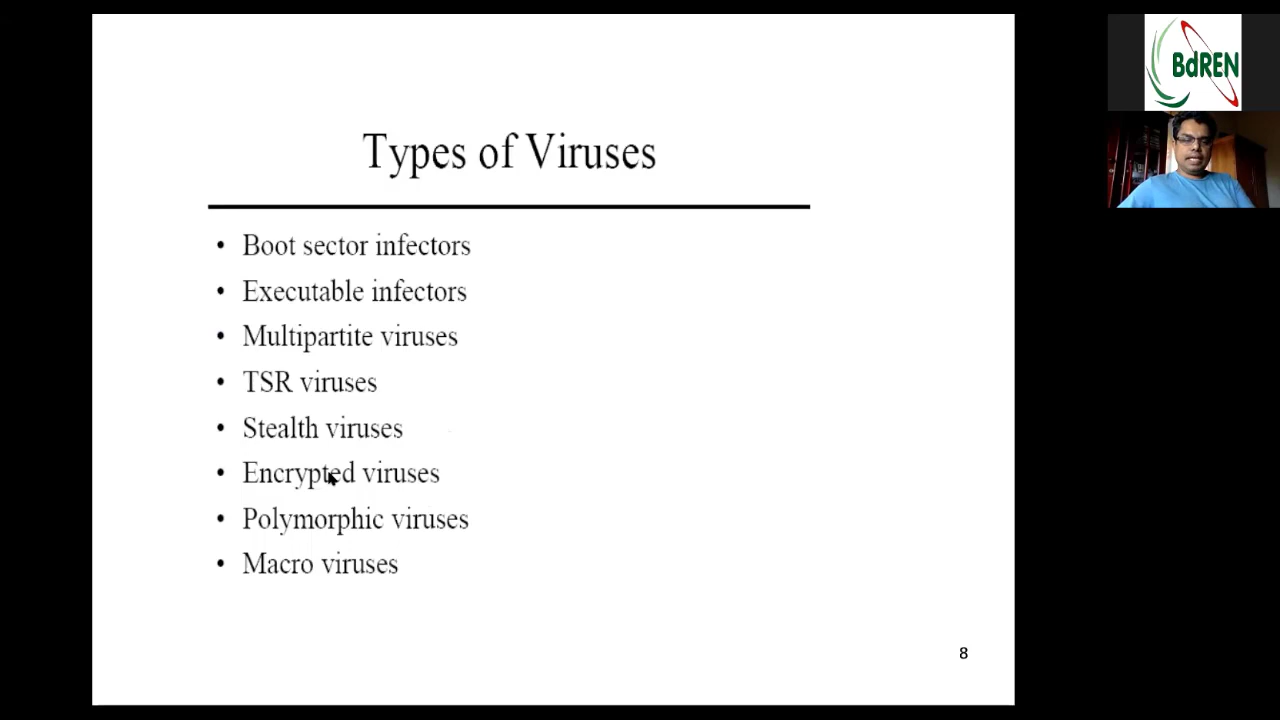 Types of Viruses
• Boot sector infectors
• Executable infectors
• Multipartite viruses
• TSR viruses
• Stealth viruses
• Encrypted viruses
• Polymorphic viruses
• Macro viruses
8
BdREN